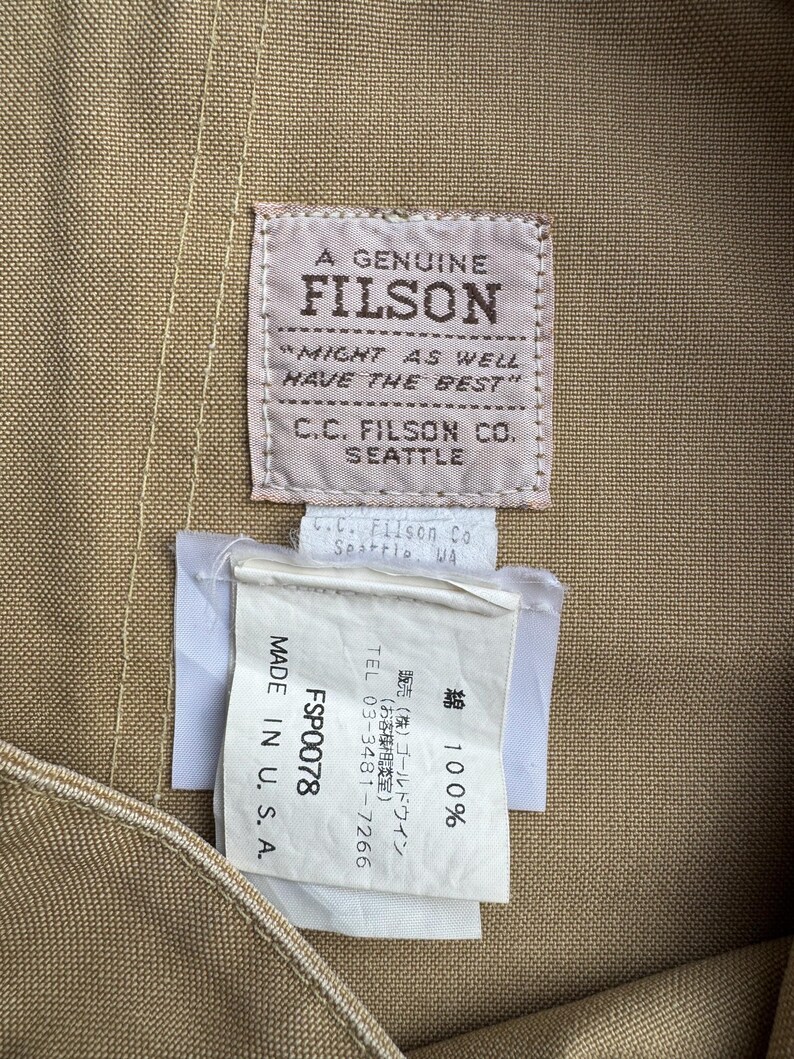 A GENUINE
FILSON
"MIGHT AS WELL
HAVE THE BEST"
C.C. FILSON CO.
SEATTLE
C.C. Filson Co
Seattle, WA
綿 100%
販売 (株) ゴールドウイン
(お客様相談室)
TEL 03-3481-7266
FSP0078
MADE IN U.S.A.